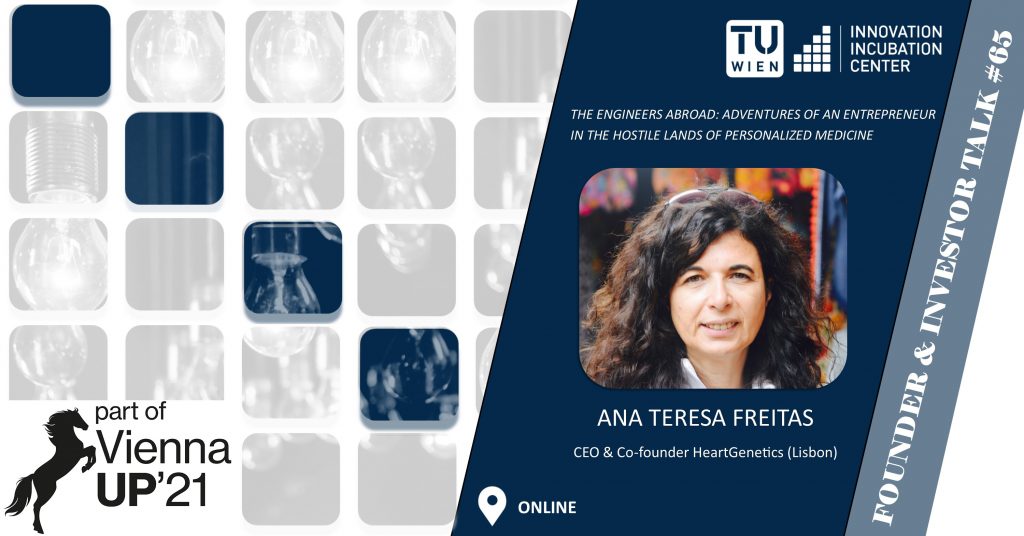 TU
WIEN
INNOVATION
INCUBATION
CENTER
THE ENGINEERS ABROAD: ADVENTURES OF AN ENTREPRENEUR
IN THE HOSTILE LANDS OF PERSONALIZED MEDICINE
ANA TERESA FREITAS
CEO & Co-founder HeartGenetics (Lisbon)
ONLINE
FOUNDER & INVESTOR TALK #65
part of
Vienna
UP'21